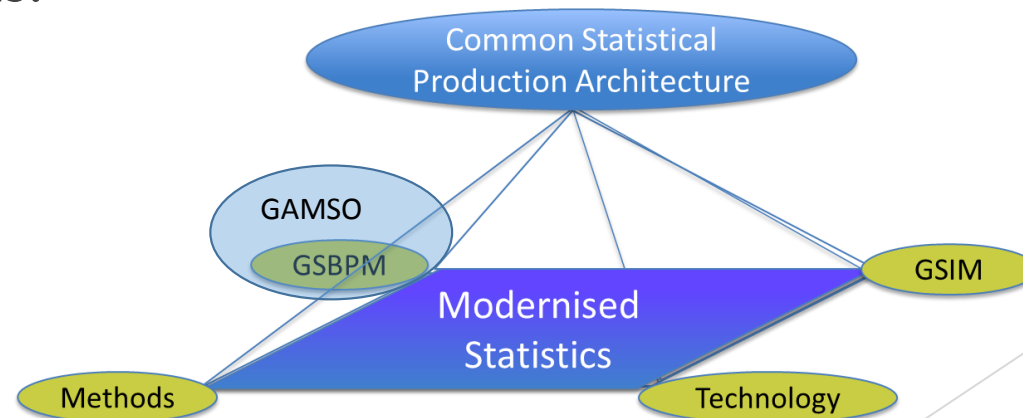 Common Statistical
Production Architecture
GAMSO
GSBPM
GSIM
Modernised
Statistics
Methods
Technology